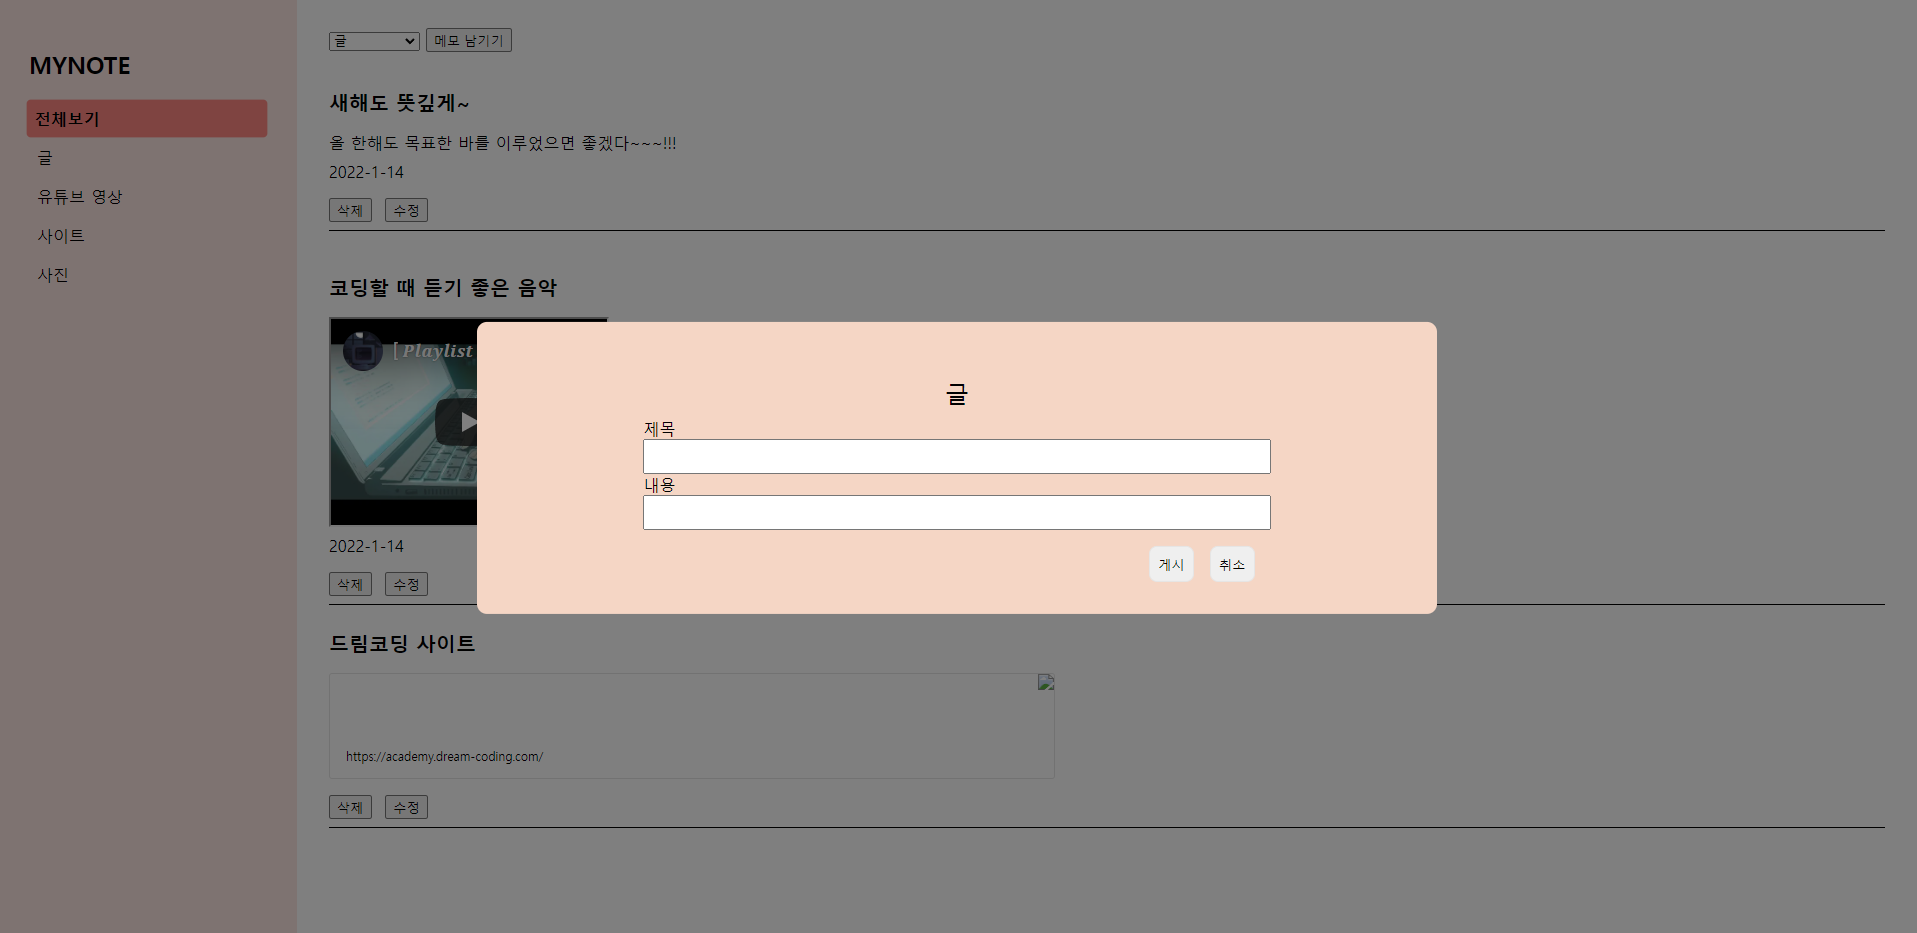 MYNOTE
전체보기
글
유튜브 영상
사이트
사진
글
메모 남기기
새해도 뜻깊게~
올 한해도 목표한 바를 이루었으면 좋겠다~~~!!!
2022-1-14
삭제
수정
코딩할 때 듣기 좋은 음악
[ Playlist
2022-1-14
삭제
수정
드림코딩 사이트
https://academy.dream-coding.com/
삭제
수정
글
제목
내용
게시
취소